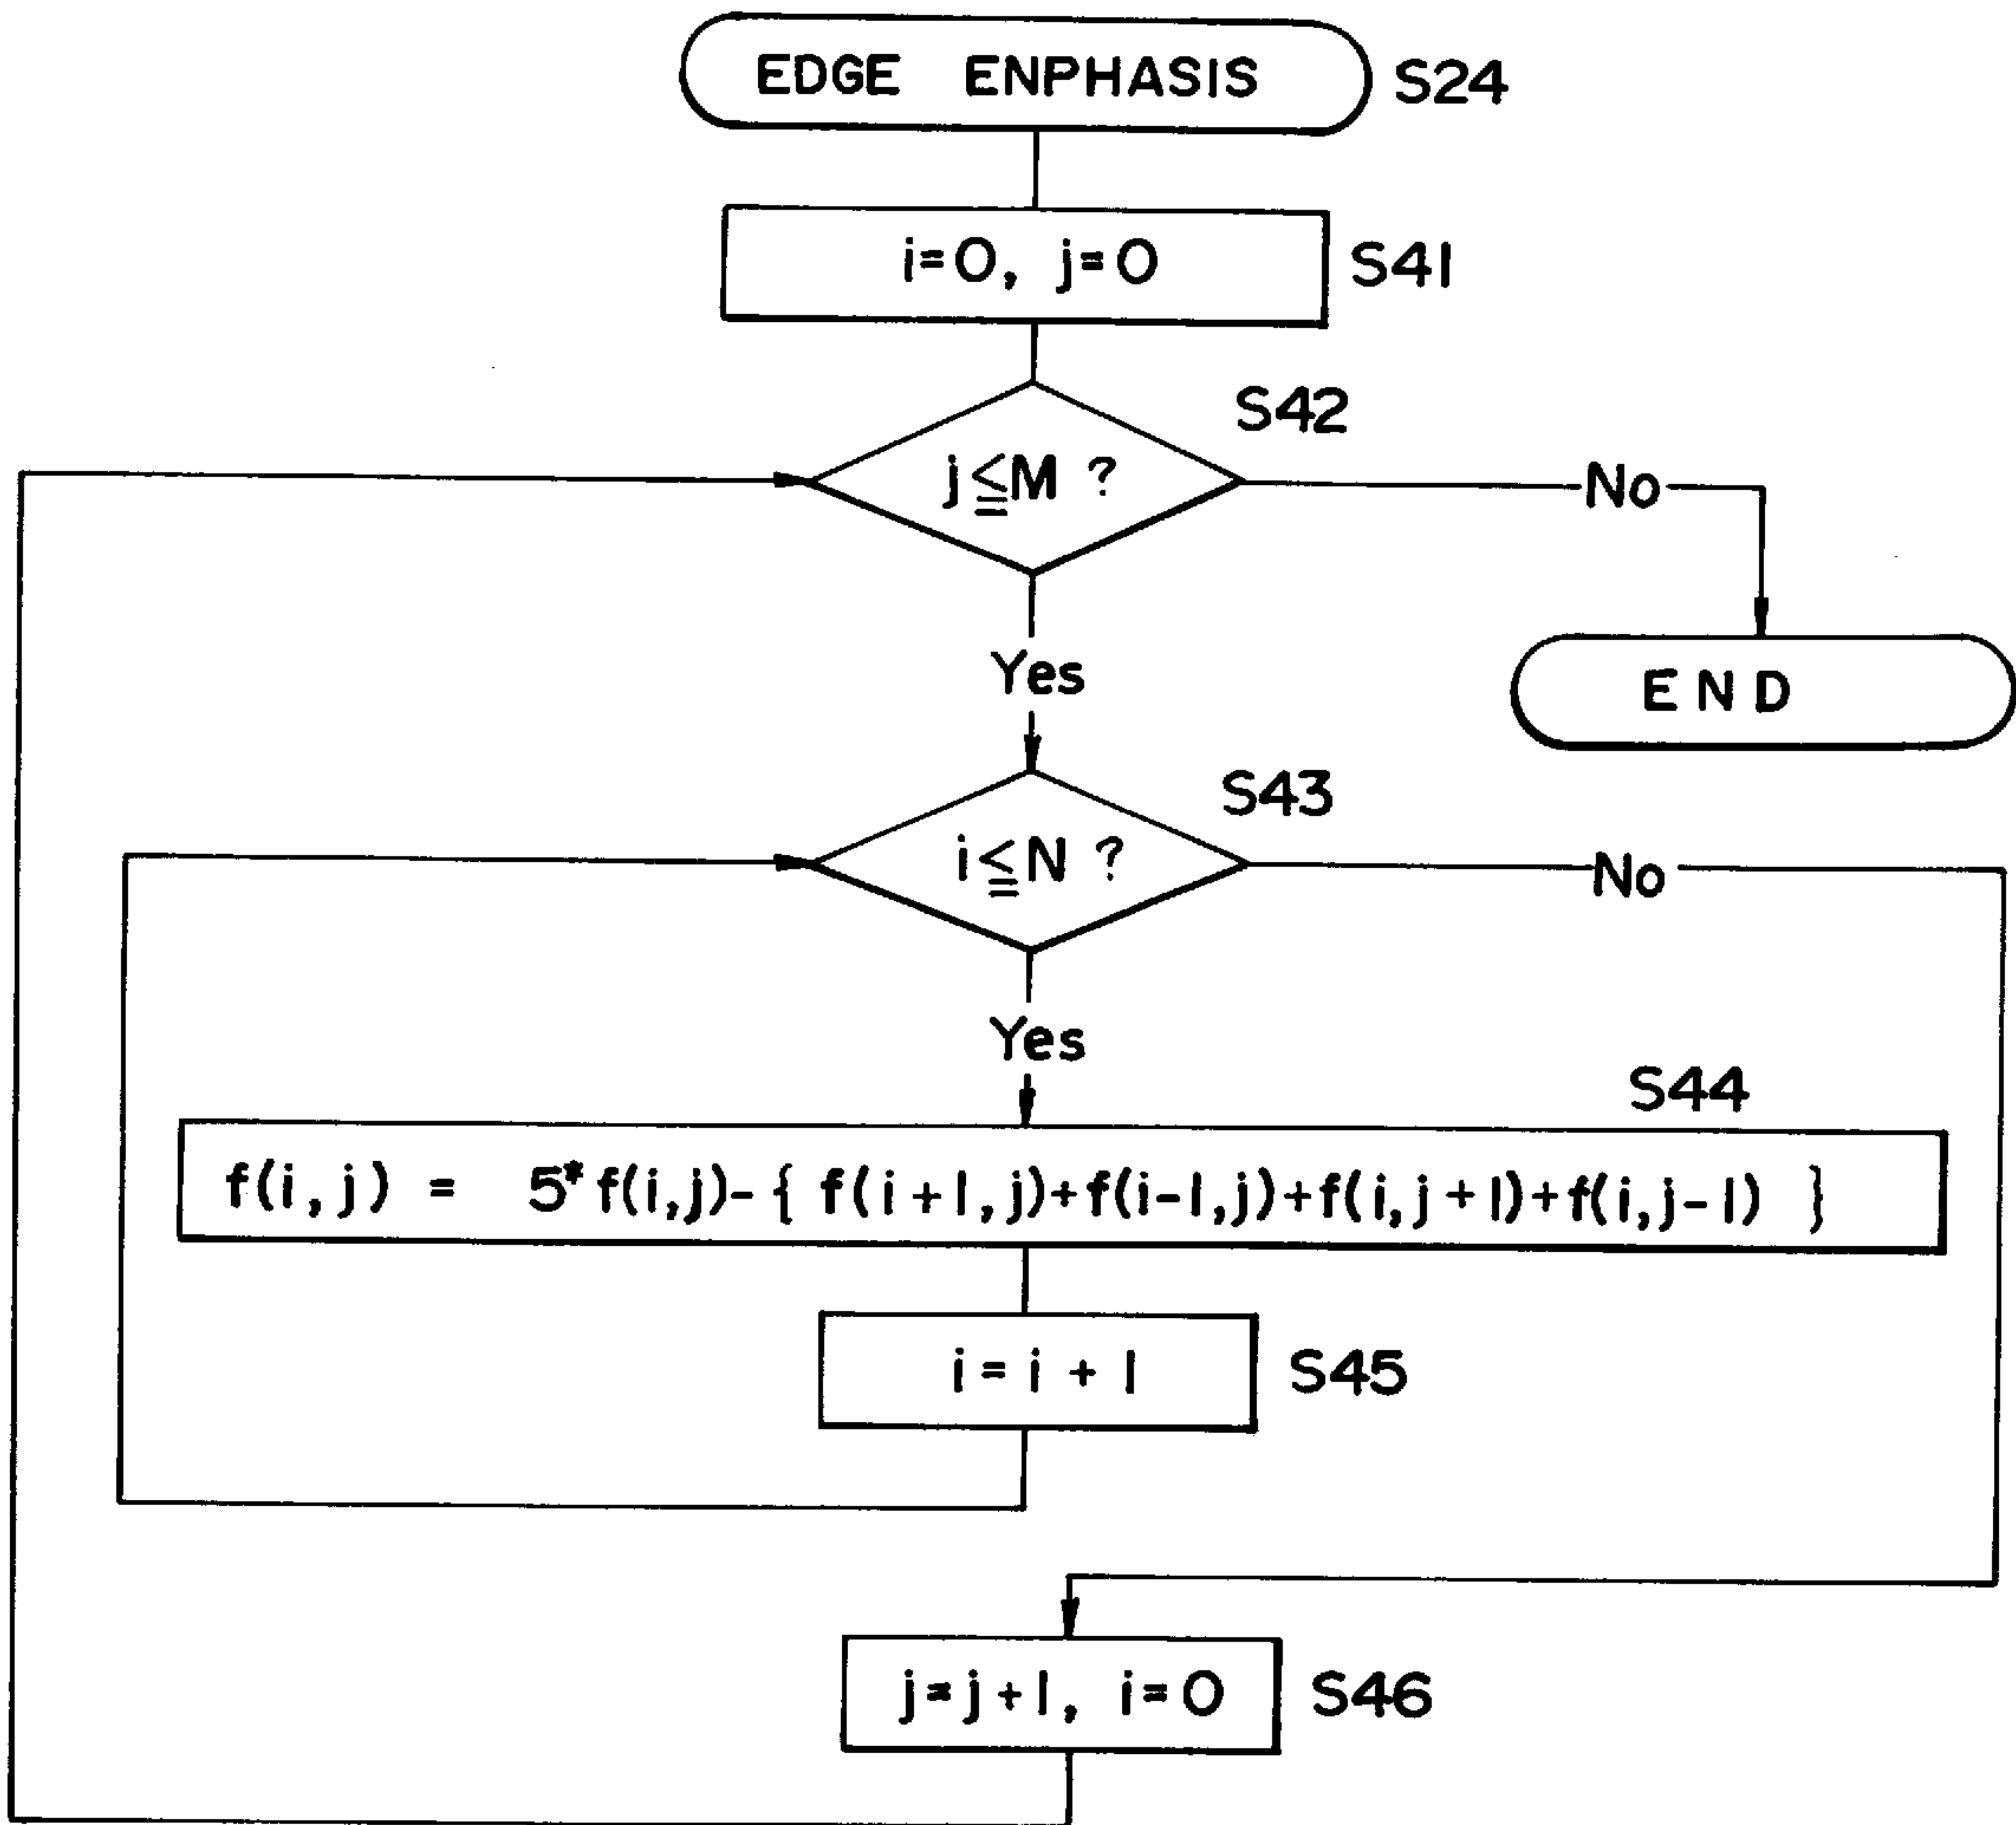 EDGE ENPHASIS
S24
i=0, j=0
S41
S42
j≦M ?
No
Yes
END
S43
i≦N ?
No
Yes
S44
f(i,j) = 5*f(i,j)-{ f(i+1,j)+f(i-1,j)+f(i,j+1)+f(i,j-1) }
i=i+1
S45
j=j+1, i=0
S46